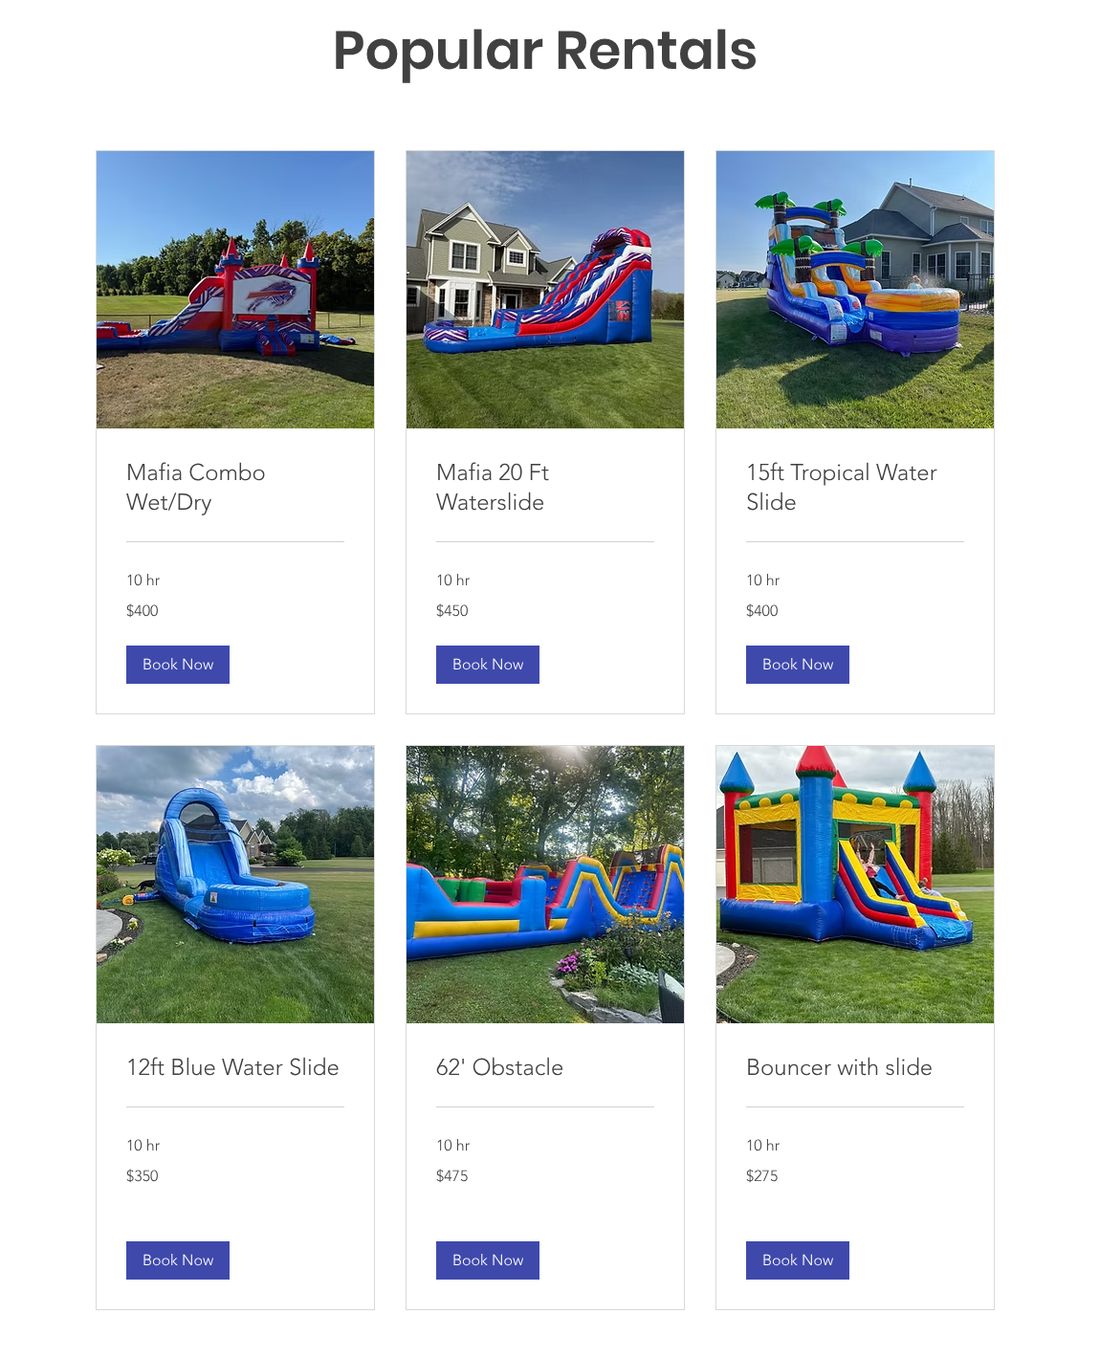 Popular Rentals
Mafia Combo
Wet/Dry
10 hr
$400
Book Now
Mafia 20 Ft
Waterslide
10 hr
$450
Book Now
15ft Tropical Water
Slide
10 hr
$400
Book Now
12ft Blue Water Slide
10 hr
$350
Book Now
62' Obstacle
10 hr
$475
Book Now
Bouncer with slide
10 hr
$275
Book Now